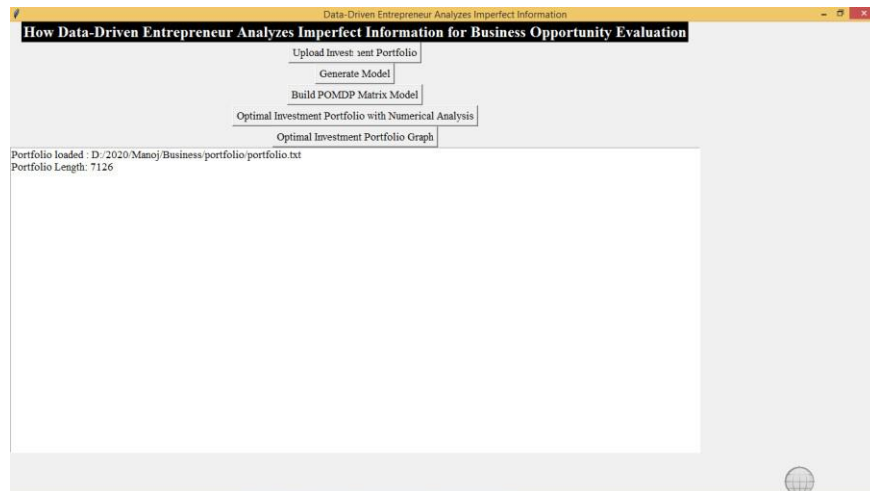 Data-Driven Entrepreneur Analyzes Imperfect Information
How Data-Driven Entrepreneur Analyzes Imperfect Information for Business Opportunity Evaluation
Upload Investment Portfolio
Generate Model
Build POMDP Matrix Model
Optimal Investment Portfolio with Numerical Analysis
Optimal Investment Portfolio Graph
Portfolio loaded : D:/2020/Manoj/Business/portfolio/portfolio.txt
Portfolio Length: 7126